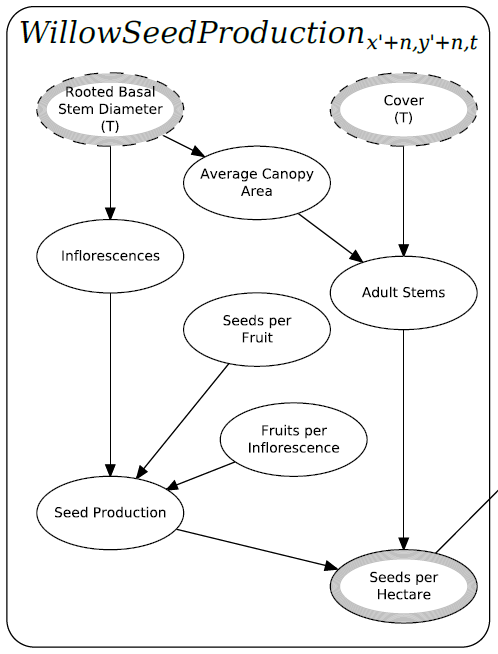 WillowSeedProduction x'+n,y'+n,t
Rooted Basal
Stem Diameter
(T)
Cover
(T)
Average Canopy
Area
Inflorescences
Adult Stems
Seeds per
Fruit
Fruits per
Inflorescence
Seed Production
Seeds per
Hectare